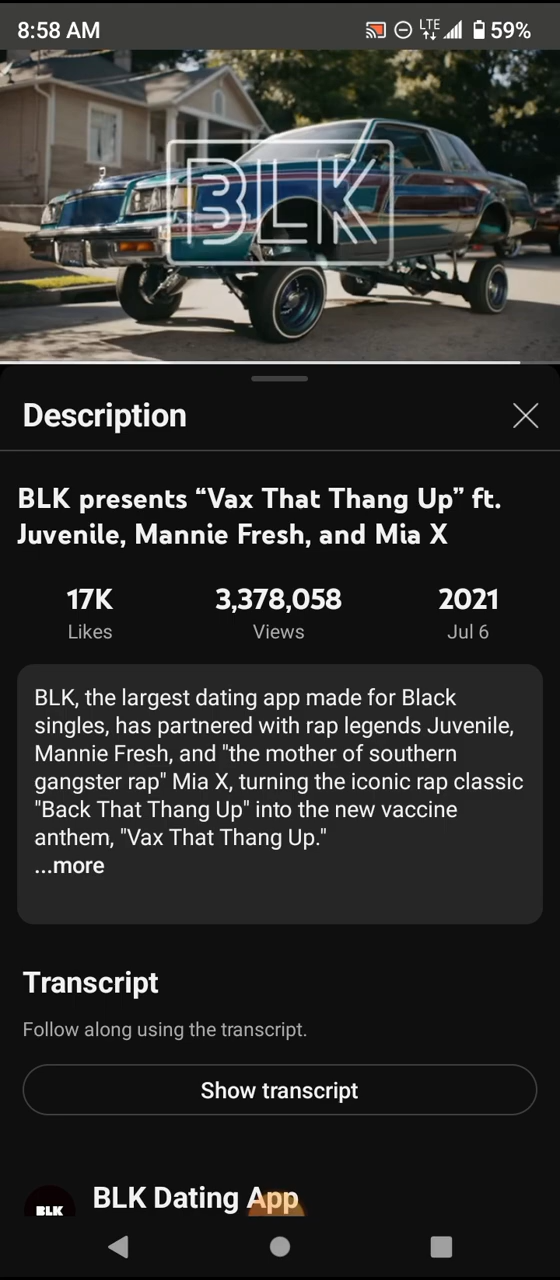 8:58 AM LTE 59%
BLK
Description
BLK presents “Vax That Thang Up” ft.
Juvenile, Mannie Fresh, and Mia X
17K 3,378,058 2021
Likes Views Jul 6
BLK, the largest dating app made for Black
singles, has partnered with rap legends Juvenile,
Mannie Fresh, and "the mother of southern
gangster rap" Mia X, turning the iconic rap classic
"Back That Thang Up" into the new vaccine
anthem, "Vax That Thang Up."
...more
Transcript
Follow along using the transcript.
Show transcript
BLK Dating App
BLK